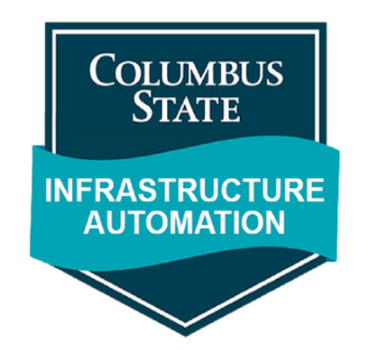 COLUMBUS
STATE
INFRASTRUCTURE
AUTOMATION